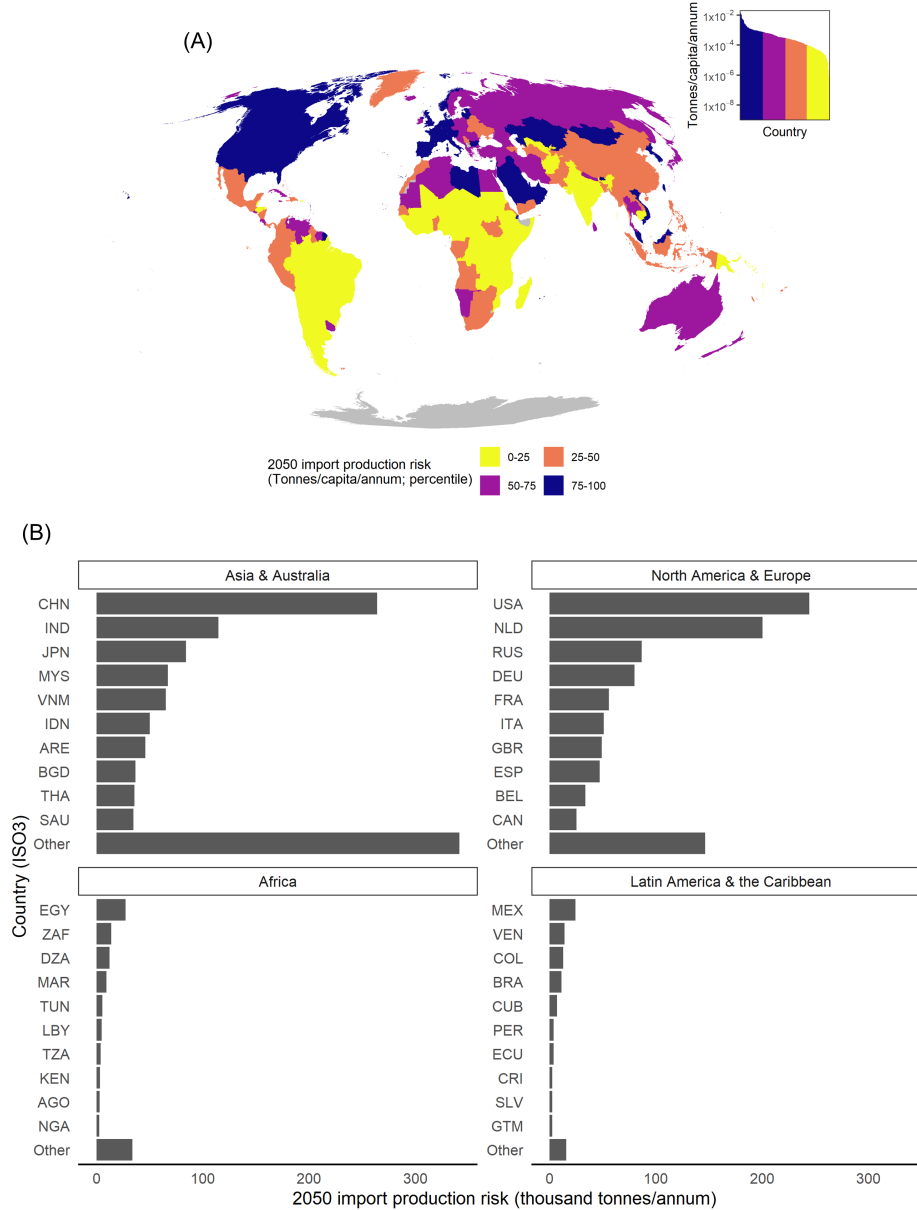 (A)
Tonnes/capita/annum
1x10⁻²
1x10⁻⁴
1x10⁻⁶
1x10⁻⁸
Country
2050 import production risk
(Tonnes/capita/annum; percentile)
0-25
25-50
50-75
75-100
(B)
Country (ISO3)
Asia & Australia
CHN
IND
JPN
MYS
VNM
IDN
ARE
BGD
THA
SAU
Other
North America & Europe
USA
NLD
RUS
DEU
FRA
ITA
GBR
ESP
BEL
CAN
Other
Africa
EGY
ZAF
DZA
MAR
TUN
LBY
TZA
KEN
AGO
NGA
Other
0 100 200 300
Latin America & the Caribbean
MEX
VEN
COL
BRA
CUB
PER
ECU
CRI
SLV
GTM
Other
0 100 200 300
2050 import production risk (thousand tonnes/annum)